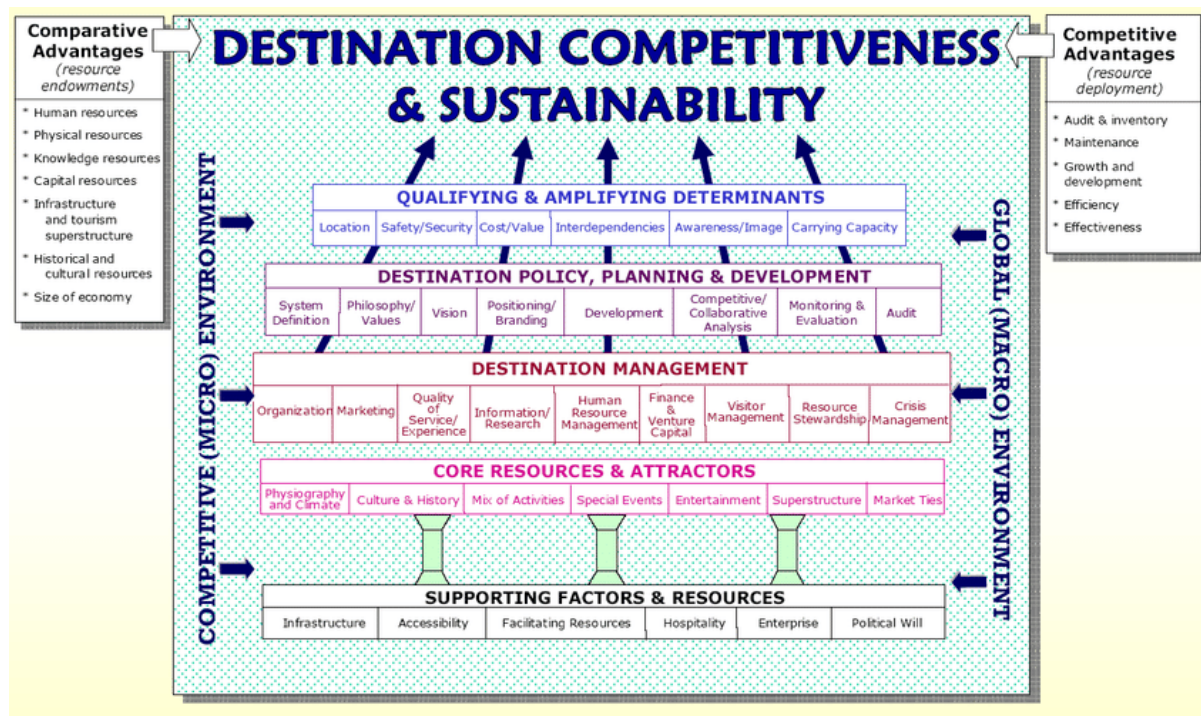 Comparative
Advantages
(resource
endowments)
* Human resources
* Physical resources
* Knowledge resources
* Capital resources
* Infrastructure
and tourism
superstructure
* Historical and
cultural resources
* Size of economy
DESTINATION COMPETITIVENESS
& SUSTAINABILITY
Competitive
Advantages
(resource
deployment)
* Audit & inventory
* Maintenance
* Growth and
development
* Efficiency
* Effectiveness
COMPETITIVE (MICRO) ENVIRONMENT
GLOBAL (MACRO) ENVIRONMENT
QUALIFYING & AMPLIFYING DETERMINANTS
Location
Safety/Security
Cost/Value
Interdependencies
Awareness/Image
Carrying Capacity
DESTINATION POLICY, PLANNING & DEVELOPMENT
System
Definition
Philosophy/
Values
Vision
Positioning/
Branding
Development
Competitive/
Collaborative
Analysis
Monitoring &
Evaluation
Audit
DESTINATION MANAGEMENT
Organization
Marketing
Quality
of
Service/
Experience
Information/
Research
Human
Resource
Management
Finance
&
Venture
Capital
Visitor
Management
Resource
Stewardship
Crisis
Management
CORE RESOURCES & ATTRACTORS
Physiography
and Climate
Culture & History
Mix of Activities
Special Events
Entertainment
Superstructure
Market Ties
SUPPORTING FACTORS & RESOURCES
Infrastructure
Accessibility
Facilitating Resources
Hospitality
Enterprise
Political Will